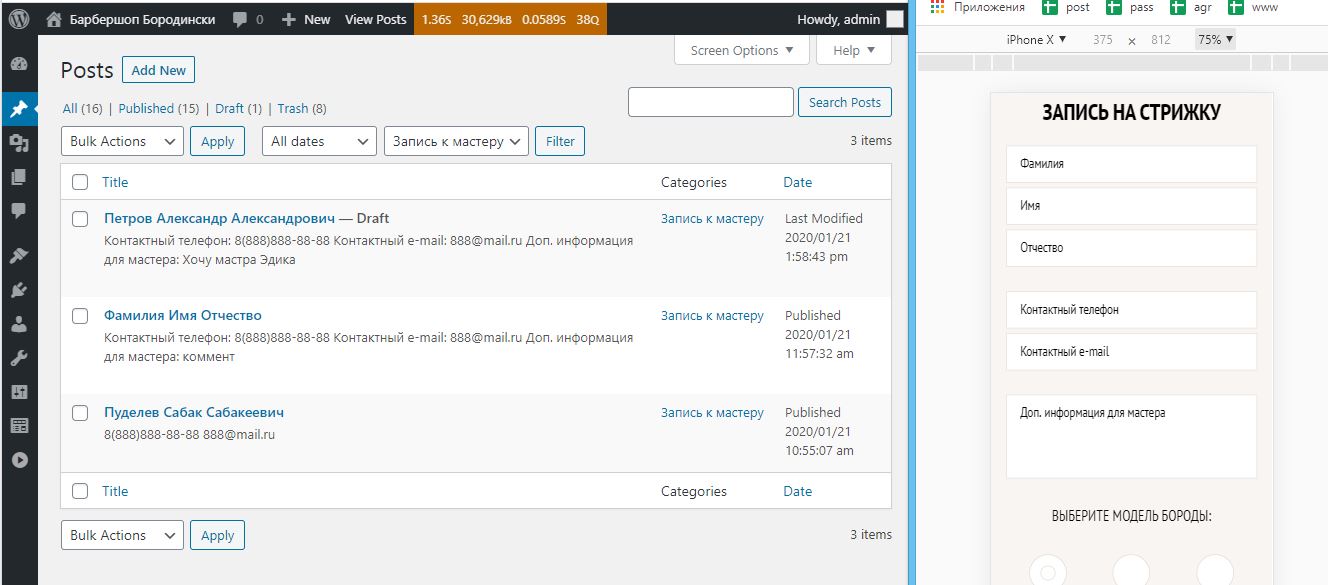 Барбершоп Бородински 0 New View Posts 1.36S 30,629KB 0.0589S 38Q Howdy, admin
Screen Options Help
Posts Add New
All (16) | Published (15) | Draft (1) | Trash (8)
Search Posts
Bulk Actions Apply All dates Запись к мастеру Filter 3 items
Title Categories Date
Петров Александр Александрович — Draft Запись к мастеру Last Modified
Контактный телефон: 8(888)888-88-88 Контактный e-mail: 888@mail.ru Доп. информация 2020/01/21
для мастера: Хочу мастра Эдика 1:58:43 pm
Фамилия Имя Отчество Запись к мастеру Published
Контактный телефон: 8(888)888-88-88 Контактный e-mail: 888@mail.ru Доп. информация 2020/01/21
для мастера: коммент 11:57:32 am
Пуделев Сабак Сабакеевич Запись к мастеру Published
8(888)888-88-88 888@mail.ru 2020/01/21
10:55:07 am
Title Categories Date
Bulk Actions Apply 3 items
Приложения post pass agr www
iPhone X 375 x 812 75%
ЗАПИСЬ НА СТРИЖКУ
Фамилия
Имя
Отчество
Контактный телефон
Контактный e-mail
Доп. информация для мастера
ВЫБЕРИТЕ МОДЕЛЬ БОРОДЫ: